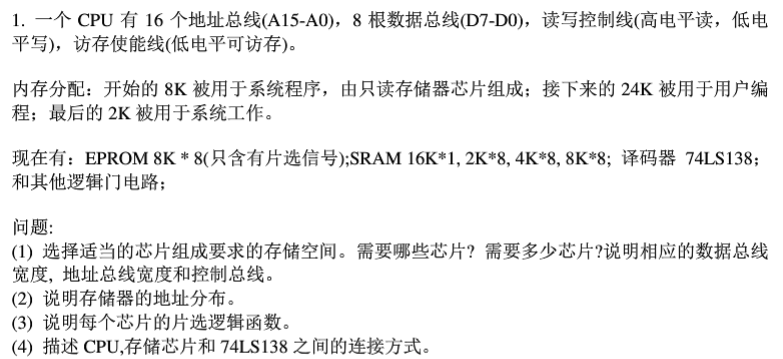 1. 一个 CPU 有 16 个地址总线(A15-A0)，8 根数据总线(D7-D0)，读写控制线(高电平读，低电
平写)，访存使能线(低电平可访存)。
内存分配：开始的 8K 被用于系统程序，由只读存储器芯片组成；接下来的 24K 被用于用户编
程；最后的 2K 被用于系统工作。
现在有：EPROM 8K * 8(只含有片选信号);SRAM 16K*1, 2K*8, 4K*8, 8K*8; 译码器 74LS138;
和其他逻辑门电路；
问题:
(1) 选择适当的芯片组成要求的存储空间。需要哪些芯片？需要多少芯片?说明相应的数据总线
宽度, 地址总线宽度和控制总线。
(2) 说明存储器的地址分布。
(3) 说明每个芯片的片选逻辑函数。
(4) 描述 CPU,存储芯片和 74LS138 之间的连接方式。